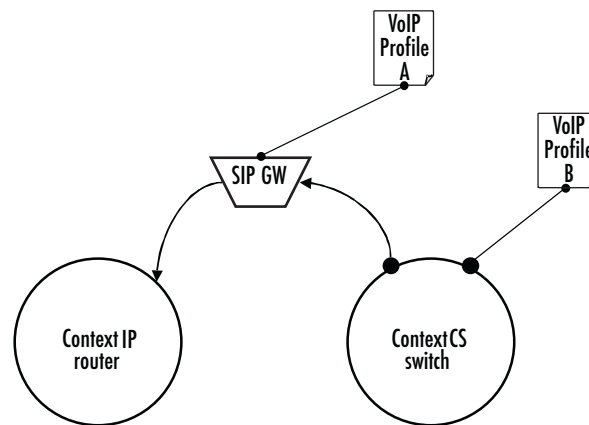 VoIP
Profile
A
VoIP
Profile
B
SIP GW
Context IP
router
Context CS
switch